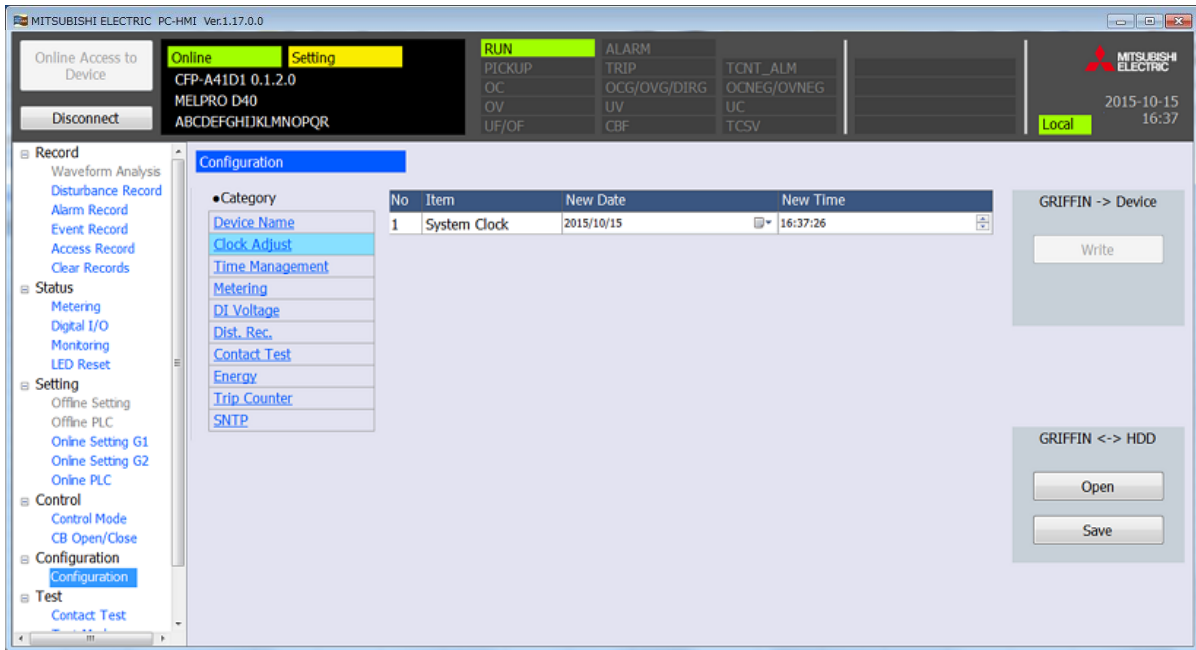 MITSUBISHI ELECTRIC PC-HMI Ver.1.17.0.0
Online Access to
Device
Disconnect
Online Setting
CFP-A41D1 0.1.2.0
MELPRO D40
ABCDEFGHIJKLMNOPQR
RUN ALARM
PICKUP TRIP TCNT_ALM
OC OCG/OVG/DIRG OCNEG/OVNEG
OV UV UC
UF/OF CBF TCSV
MITSUBISHI
ELECTRIC
2015-10-15
16:37
Local
Record
Waveform Analysis
Disturbance Record
Alarm Record
Event Record
Access Record
Clear Records
Status
Metering
Digital I/O
Monitoring
LED Reset
Setting
Offline Setting
Offline PLC
Online Setting G1
Online Setting G2
Online PLC
Control
Control Mode
CB Open/Close
Configuration
Configuration
Test
Contact Test
Configuration
●Category
Device Name
Clock Adjust
Time Management
Metering
DI Voltage
Dist. Rec.
Contact Test
Energy
Trip Counter
SNTP
No Item New Date New Time
1 System Clock 2015/10/15 16:37:26
GRIFFIN -> Device
Write
GRIFFIN <-> HDD
Open
Save